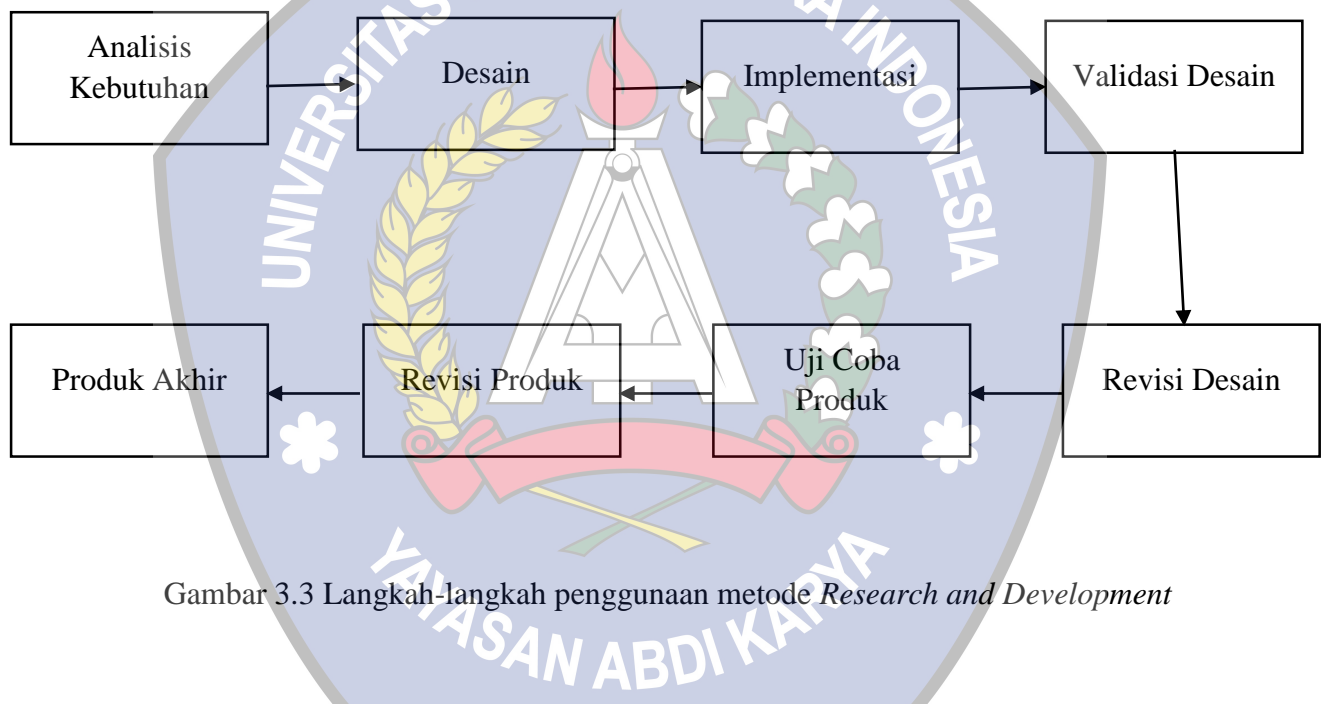 Analisis
Kebutuhan
Desain
Implementasi
Validasi Desain
Revisi Desain
Uji Coba
Produk
Revisi Produk
Produk Akhir
Gambar 3.3 Langkah-langkah penggunaan metode Research and Development
UNIVERSITAS
INDONESIA
YAYASAN ABDI KARYA